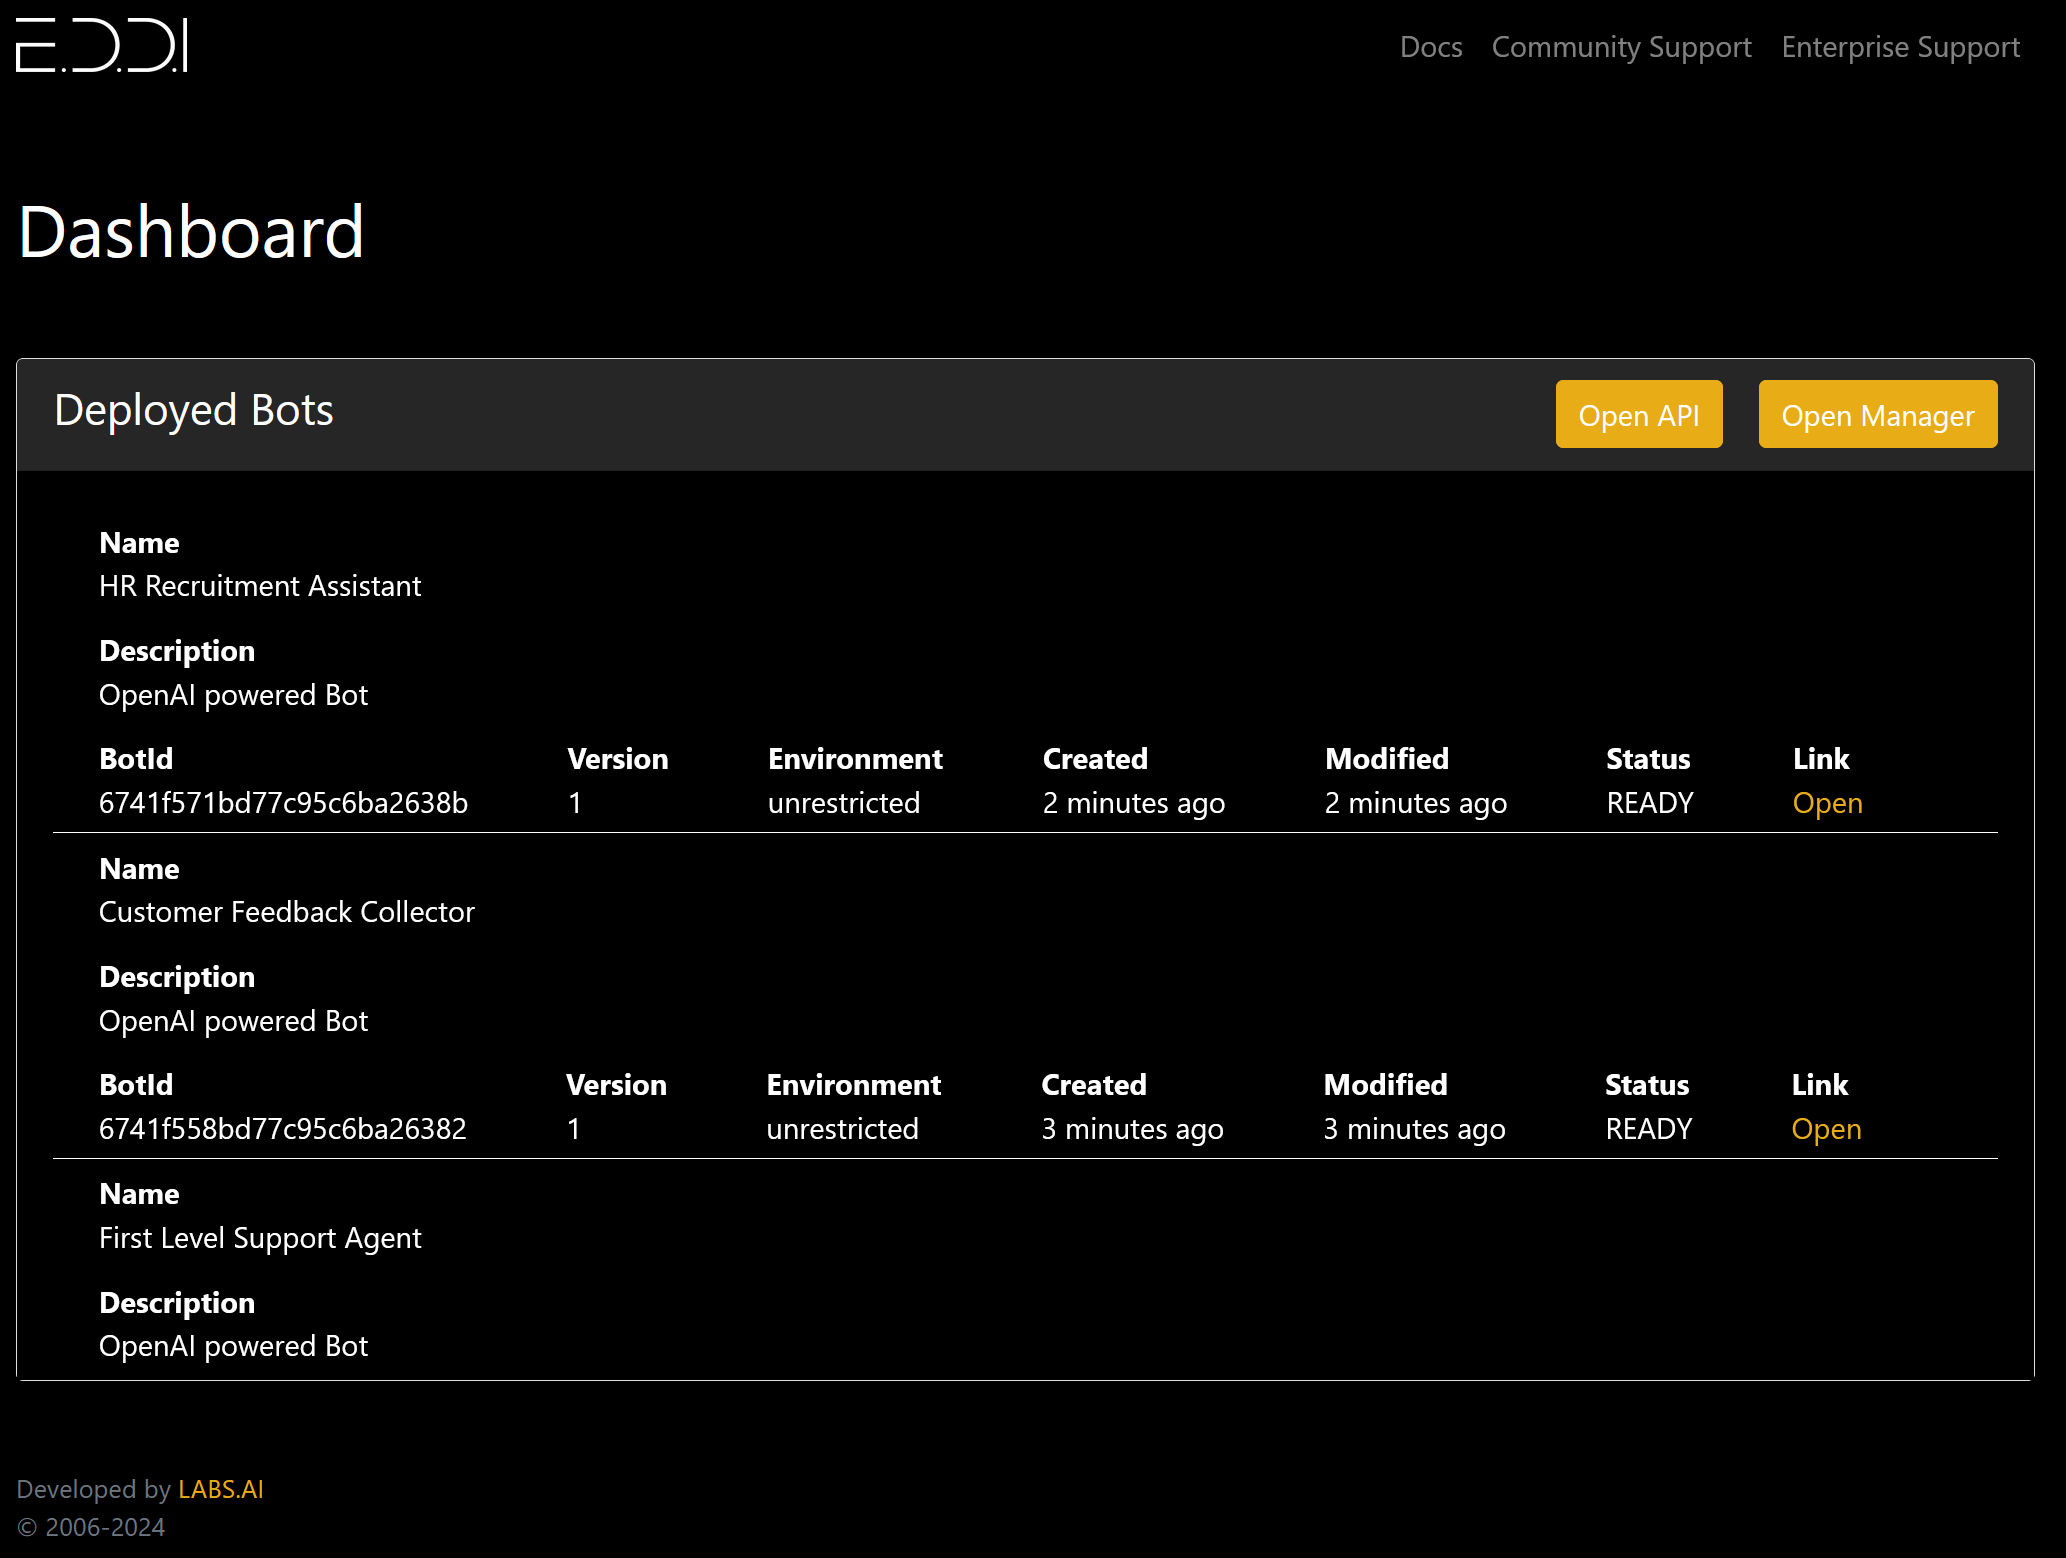 E.D.D.I
Docs Community Support Enterprise Support
Dashboard
Deployed Bots Open API Open Manager
Name
HR Recruitment Assistant
Description
OpenAI powered Bot
BotId Version Environment Created Modified Status Link
6741f571bd77c95c6ba2638b 1 unrestricted 2 minutes ago 2 minutes ago READY Open
Name
Customer Feedback Collector
Description
OpenAI powered Bot
BotId Version Environment Created Modified Status Link
6741f558bd77c95c6ba26382 1 unrestricted 3 minutes ago 3 minutes ago READY Open
Name
First Level Support Agent
Description
OpenAI powered Bot
Developed by LABS.AI
© 2006-2024